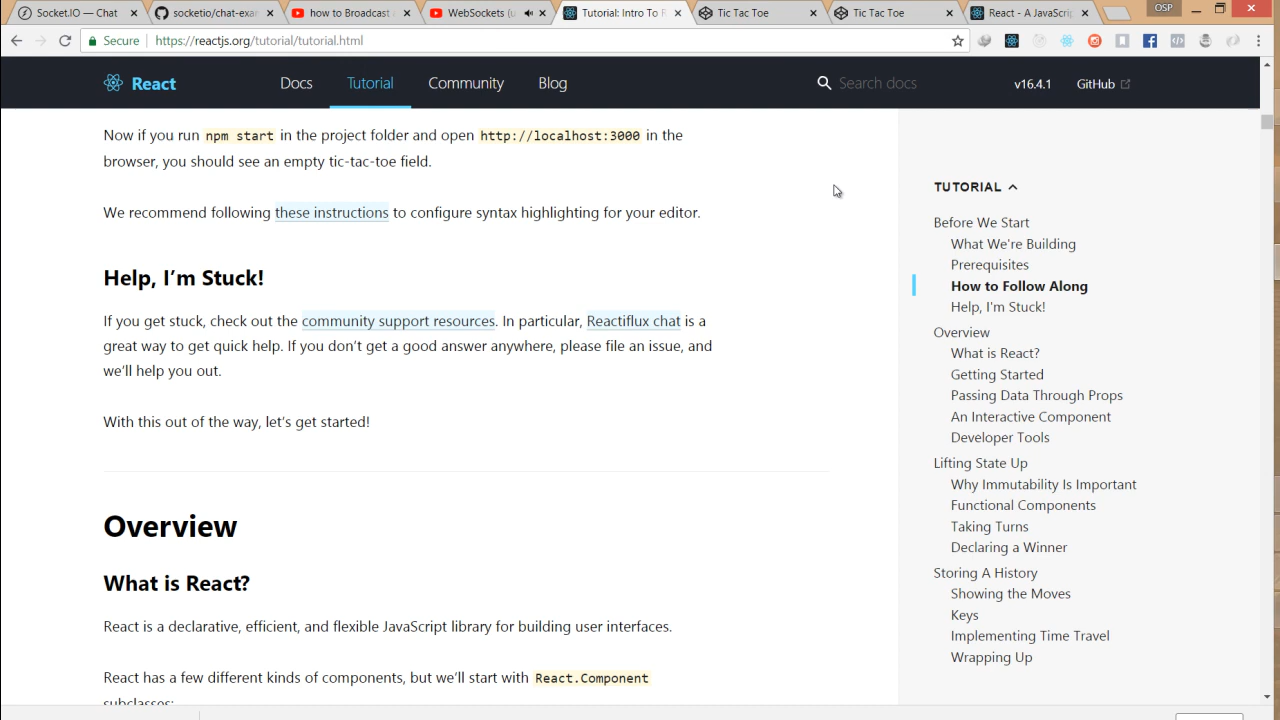 Socket.IO — Chat
socketio/chat-exa
how to Broadcast
WebSockets (u
Tutorial: Intro To R
Tic Tac Toe
Tic Tac Toe
React - A JavaScrip
OSP
Secure
https://reactjs.org/tutorial/tutorial.html
React
Docs
Tutorial
Community
Blog
Search docs
v16.4.1
GitHub
Now if you run npm start in the project folder and open http://localhost:3000 in the
browser, you should see an empty tic-tac-toe field.
We recommend following these instructions to configure syntax highlighting for your editor.
Help, I’m Stuck!
If you get stuck, check out the community support resources. In particular, Reactiflux chat is a
great way to get quick help. If you don’t get a good answer anywhere, please file an issue, and
we’ll help you out.
With this out of the way, let’s get started!
Overview
What is React?
React is a declarative, efficient, and flexible JavaScript library for building user interfaces.
React has a few different kinds of components, but we’ll start with React.Component
subclasses:
TUTORIAL
Before We Start
What We're Building
Prerequisites
How to Follow Along
Help, I'm Stuck!
Overview
What is React?
Getting Started
Passing Data Through Props
An Interactive Component
Developer Tools
Lifting State Up
Why Immutability Is Important
Functional Components
Taking Turns
Declaring a Winner
Storing A History
Showing the Moves
Keys
Implementing Time Travel
Wrapping Up